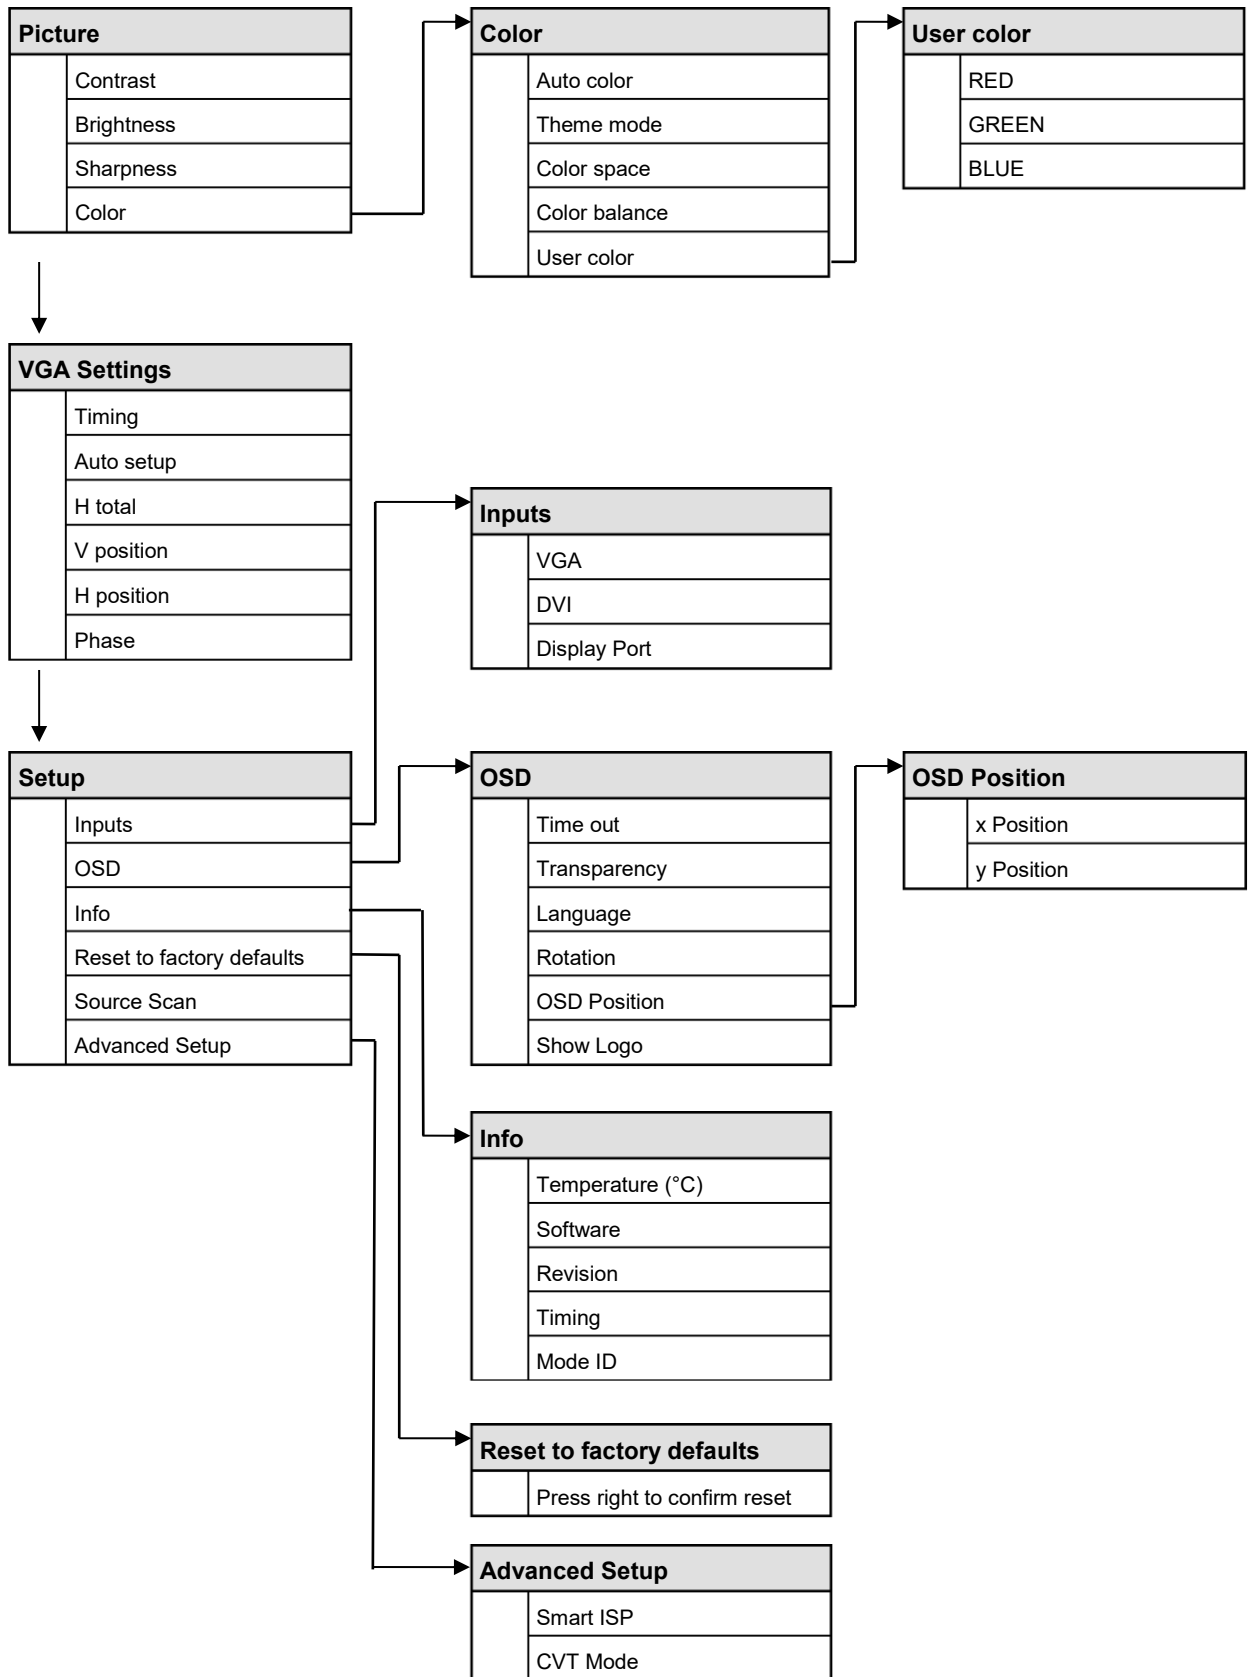 Picture
Contrast
Brightness
Sharpness
Color
Color
Auto color
Theme mode
Color space
Color balance
User color
User color
RED
GREEN
BLUE
VGA Settings
Timing
Auto setup
H total
V position
H position
Phase
Inputs
VGA
DVI
Display Port
Setup
Inputs
OSD
Info
Reset to factory defaults
Source Scan
Advanced Setup
OSD
Time out
Transparency
Language
Rotation
OSD Position
Show Logo
OSD Position
x Position
y Position
Info
Temperature (°C)
Software
Revision
Timing
Mode ID
Reset to factory defaults
Press right to confirm reset
Advanced Setup
Smart ISP
CVT Mode